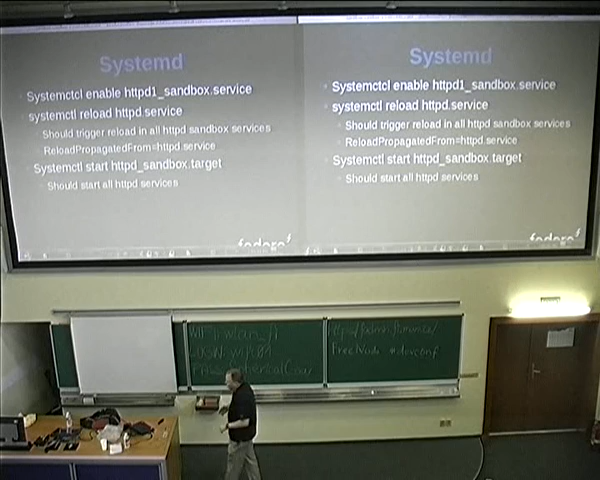 Systemd
Systemctcl enable httpd1_sandbox.service
systemctl reload httpd.service
Should trigger reload in all httpd sandbox services
ReloadPropagatedFrom=httpd.service
Systemctl start httpd_sandbox.target
Should start all httpd services
fedora
Systemd
Systemctcl enable httpd1_sandbox.service
systemctl reload httpd.service
Should trigger reload in all httpd sandbox services
ReloadPropagatedFrom=httpd.service
Systemctl start httpd_sandbox.target
Should start all httpd services
fedora
FreeNode #devconf